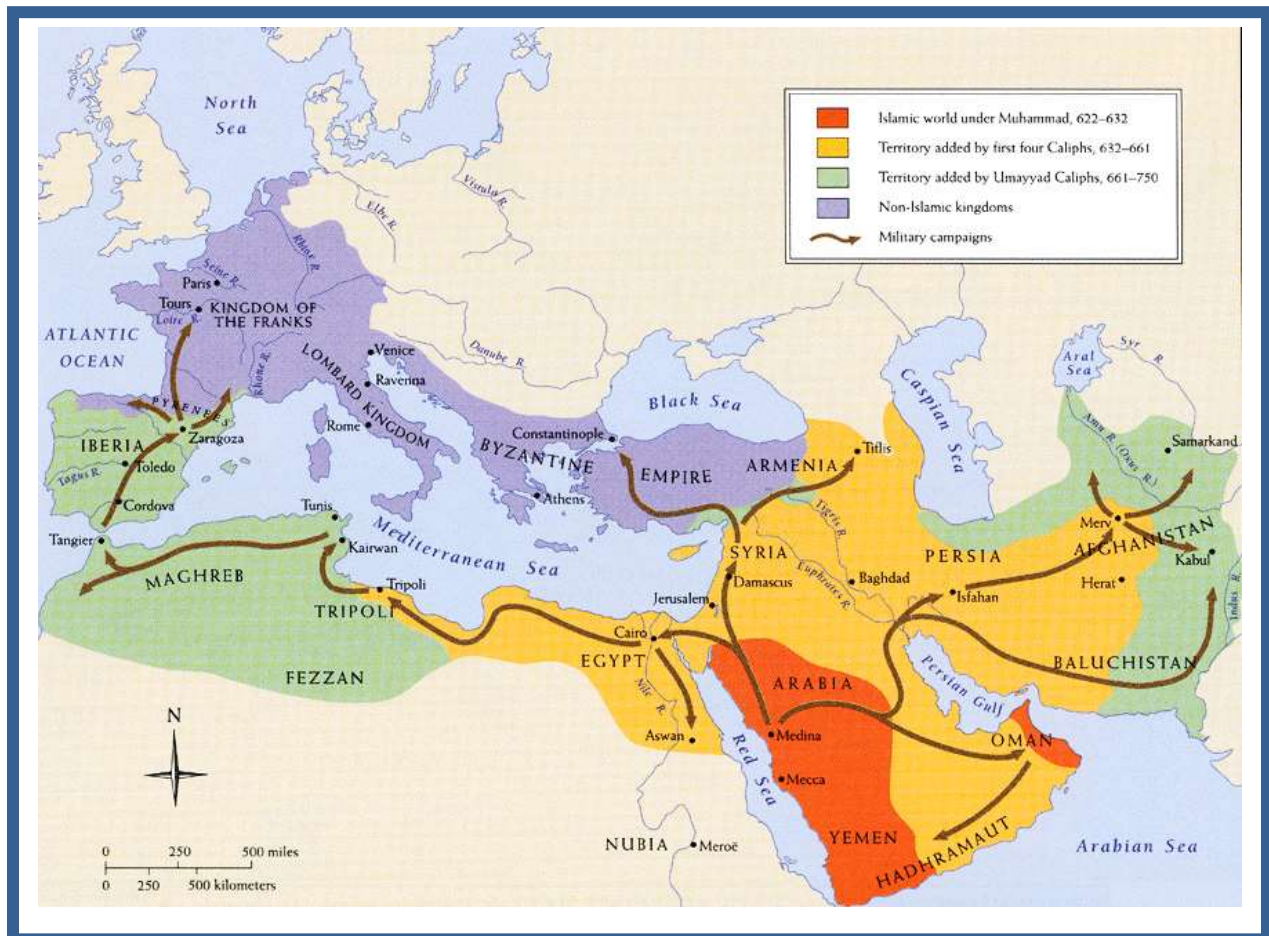 North
Sea
Islamic world under Muhammad, 622–632
Territory added by first four Caliphs, 632–661
Territory added by Umayyad Caliphs, 661–750
Non-Islamic kingdoms
Military campaigns
Vistula R.
Elbe R.
Rhine R.
Seine R.
Paris
Tours
KINGDOM OF
THE FRANKS
Loire R.
ATLANTIC
OCEAN
Rhone R.
Danube R.
Venice
LOMBARD KINGDOM
Ravenna
Rome
PYRENEES
Zaragoza
IBERIA
Toledo
Tagus R.
Cordova
Black Sea
Constantinople
BYZANTINE
EMPIRE
Athens
ARMENIA
Tiflis
Caspian Sea
Aral
Sea
Syr R.
Amu R. (Oxus R.)
Samarkand
Merv
AFGHANISTAN
Kabul
Herat
Indus R.
Tunis
Kairwan
Tangier
MAGHREB
Mediterranean Sea
Tripoli
TRIPOLI
FEZZAN
SYRIA
Damascus
Tigris R.
Euphrates R.
Baghdad
PERSIA
Isfahan
Jerusalem
Cairo
EGYPT
Nile R.
Aswan
ARABIA
Medina
Mecca
Red Sea
Persian Gulf
BALUCHISTAN
OMAN
YEMEN
HADHRAMAUT
Arabian Sea
NUBIA
Meroë
N
0 250 500 miles
0 250 500 kilometers